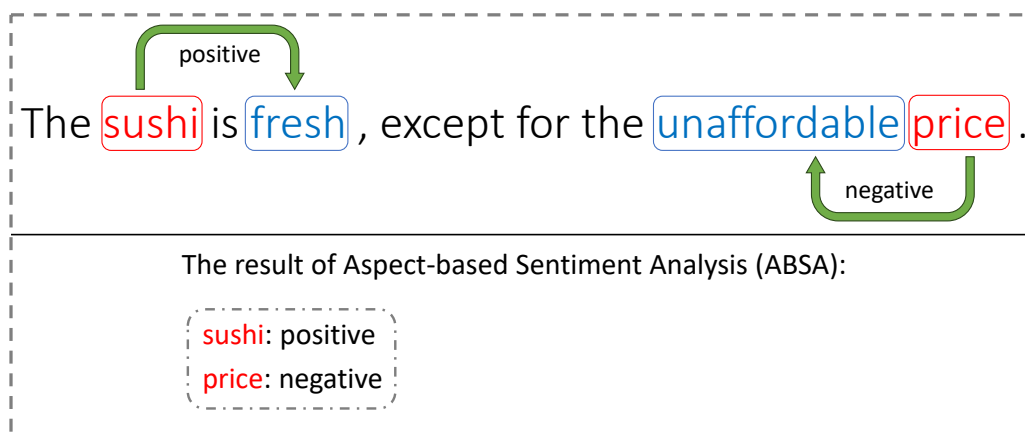 positive
The sushi is fresh , except for the unaffordable price .
negative
The result of Aspect-based Sentiment Analysis (ABSA):
sushi: positive
price: negative